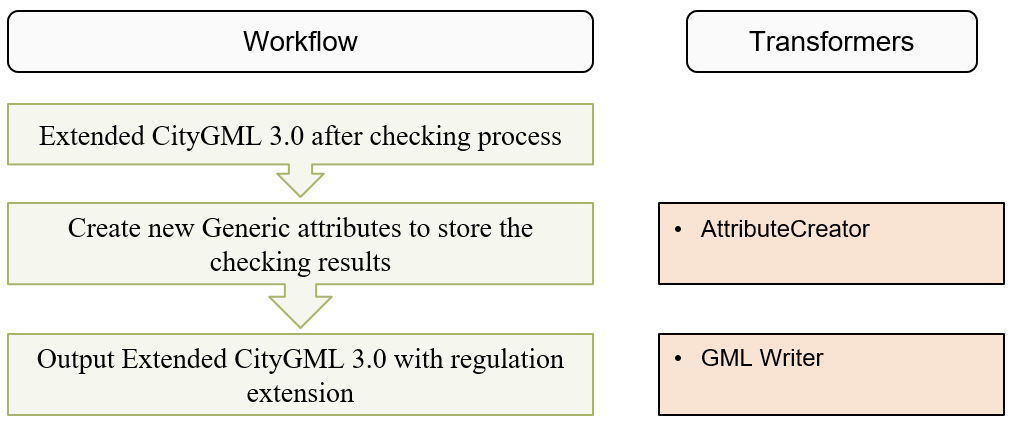 Workflow
Transformers
Extended CityGML 3.0 after checking process
Create new Generic attributes to store the
checking results
• AttributeCreator
Output Extended CityGML 3.0 with regulation
extension
• GML Writer